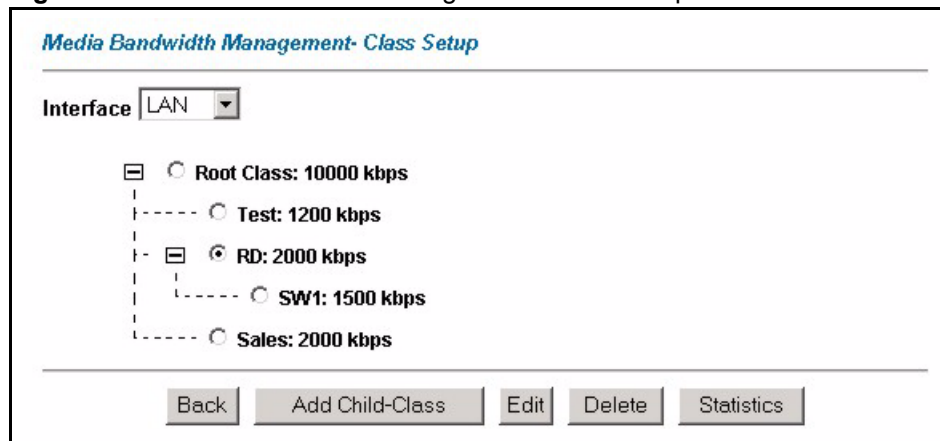 Media Bandwidth Management- Class Setup
Interface LAN
Root Class: 10000 kbps
Test: 1200 kbps
RD: 2000 kbps
SW1: 1500 kbps
Sales: 2000 kbps
Back Add Child-Class Edit Delete Statistics